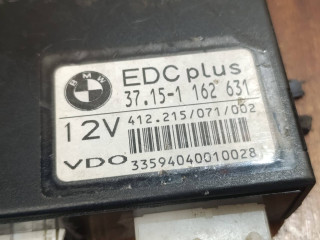 BMW
EDC plus
37.15-1 162 631
12V 412.215/071/002
VDO 33594040010028